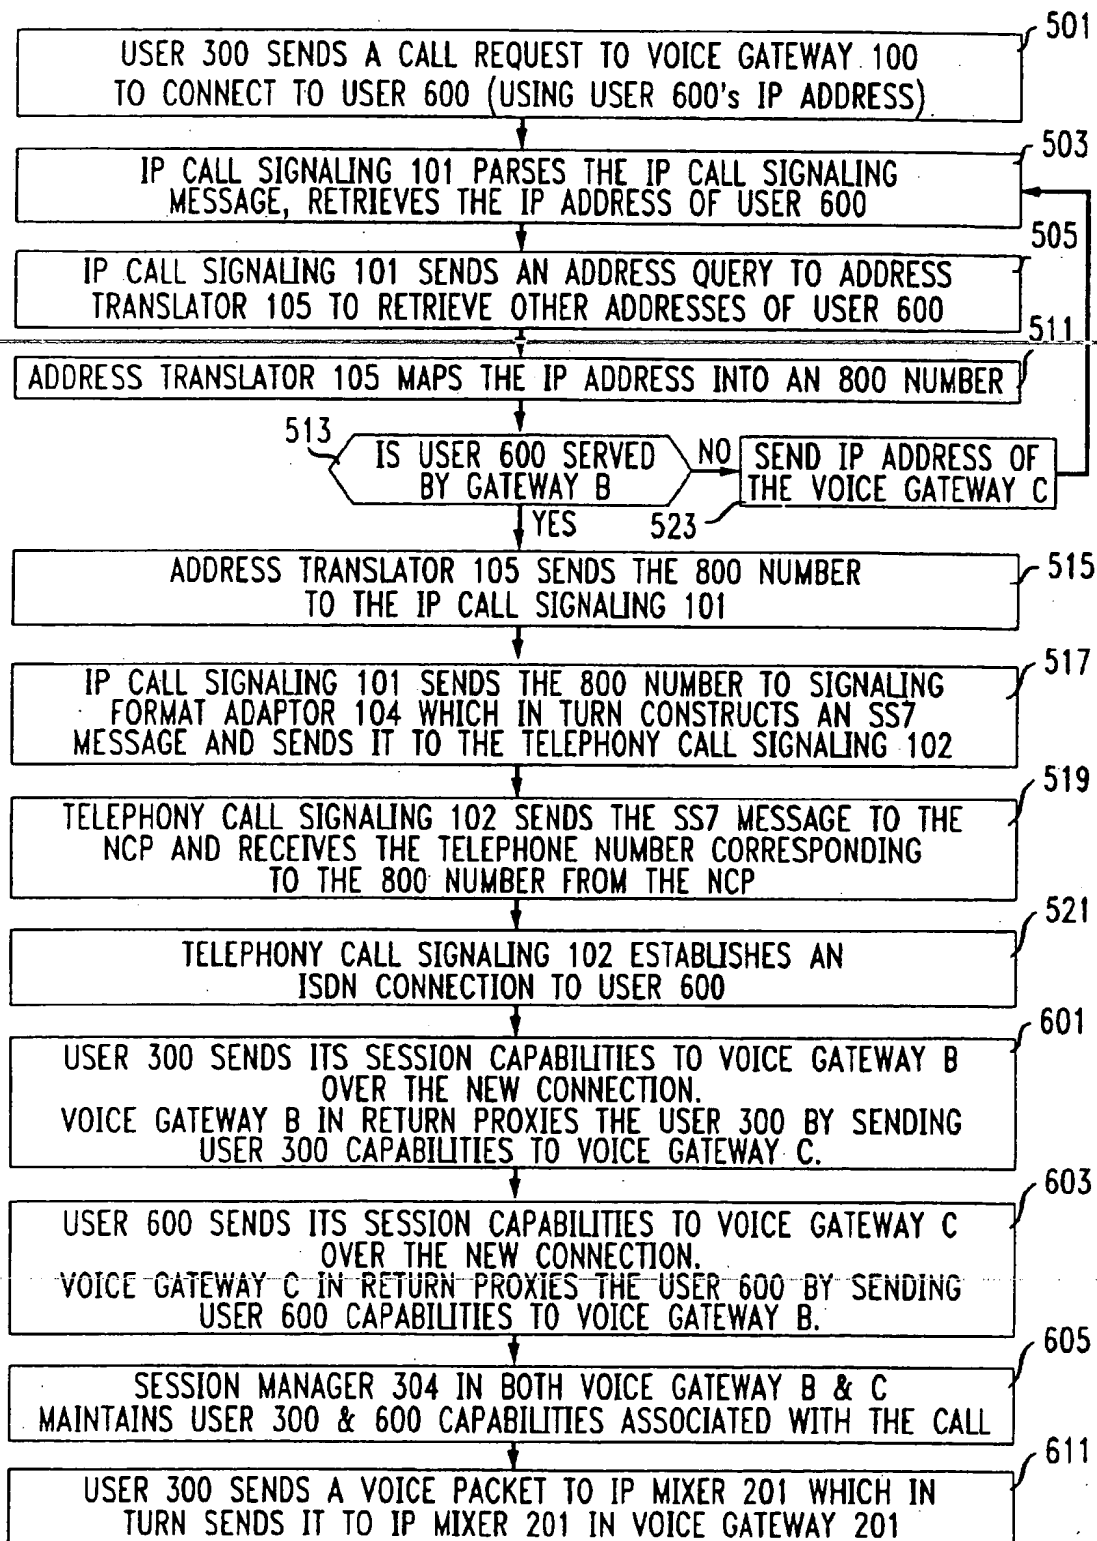 501
USER 300 SENDS A CALL REQUEST TO VOICE GATEWAY 100
TO CONNECT TO USER 600 (USING USER 600's IP ADDRESS)
503
IP CALL SIGNALING 101 PARSES THE IP CALL SIGNALING
MESSAGE, RETRIEVES THE IP ADDRESS OF USER 600
505
IP CALL SIGNALING 101 SENDS AN ADDRESS QUERY TO ADDRESS
TRANSLATOR 105 TO RETRIEVE OTHER ADDRESSES OF USER 600
511
ADDRESS TRANSLATOR 105 MAPS THE IP ADDRESS INTO AN 800 NUMBER
513
IS USER 600 SERVED
BY GATEWAY B
NO
SEND IP ADDRESS OF
THE VOICE GATEWAY C
523
YES
515
ADDRESS TRANSLATOR 105 SENDS THE 800 NUMBER
TO THE IP CALL SIGNALING 101
517
IP CALL SIGNALING 101 SENDS THE 800 NUMBER TO SIGNALING
FORMAT ADAPTOR 104 WHICH IN TURN CONSTRUCTS AN SS7
MESSAGE AND SENDS IT TO THE TELEPHONY CALL SIGNALING 102
519
TELEPHONY CALL SIGNALING 102 SENDS THE SS7 MESSAGE TO THE
NCP AND RECEIVES THE TELEPHONE NUMBER CORRESPONDING
TO THE 800 NUMBER FROM THE NCP
521
TELEPHONY CALL SIGNALING 102 ESTABLISHES AN
ISDN CONNECTION TO USER 600
601
USER 300 SENDS ITS SESSION CAPABILITIES TO VOICE GATEWAY B
OVER THE NEW CONNECTION.
VOICE GATEWAY B IN RETURN PROXIES THE USER 300 BY SENDING
USER 300 CAPABILITIES TO VOICE GATEWAY C.
603
USER 600 SENDS ITS SESSION CAPABILITIES TO VOICE GATEWAY C
OVER THE NEW CONNECTION.
VOICE GATEWAY C IN RETURN PROXIES THE USER 600 BY SENDING
USER 600 CAPABILITIES TO VOICE GATEWAY B.
605
SESSION MANAGER 304 IN BOTH VOICE GATEWAY B & C
MAINTAINS USER 300 & 600 CAPABILITIES ASSOCIATED WITH THE CALL
611
USER 300 SENDS A VOICE PACKET TO IP MIXER 201 WHICH IN
TURN SENDS IT TO IP MIXER 201 IN VOICE GATEWAY 201